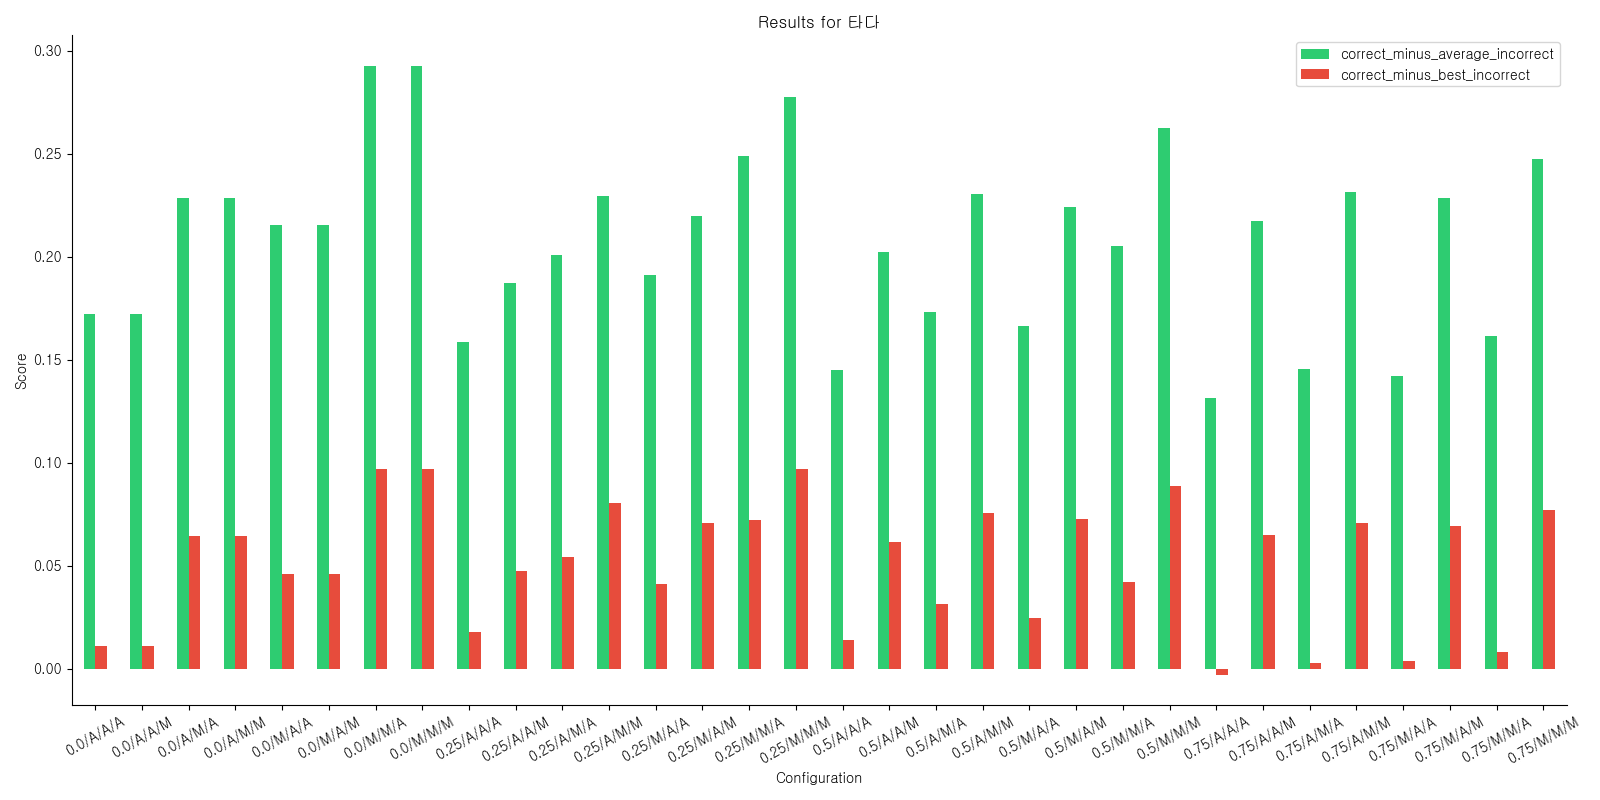 Results for 타다
correct_minus_average_incorrect
correct_minus_best_incorrect
Score
0.30
0.25
0.20
0.15
0.10
0.05
0.00
0.0/A/A/A
0.0/A/A/M
0.0/A/M/A
0.0/A/M/M
0.0/M/A/A
0.0/M/A/M
0.0/M/M/A
0.0/M/M/M
0.25/A/A/A
0.25/A/A/M
0.25/A/M/A
0.25/A/M/M
0.25/M/A/A
0.25/M/A/M
0.25/M/M/A
0.25/M/M/M
0.5/A/A/A
0.5/A/A/M
0.5/A/M/A
0.5/A/M/M
0.5/M/A/A
0.5/M/A/M
0.5/M/M/A
0.5/M/M/M
0.75/A/A/A
0.75/A/A/M
0.75/A/M/A
0.75/A/M/M
0.75/M/A/A
0.75/M/A/M
0.75/M/M/A
0.75/M/M/M
Configuration